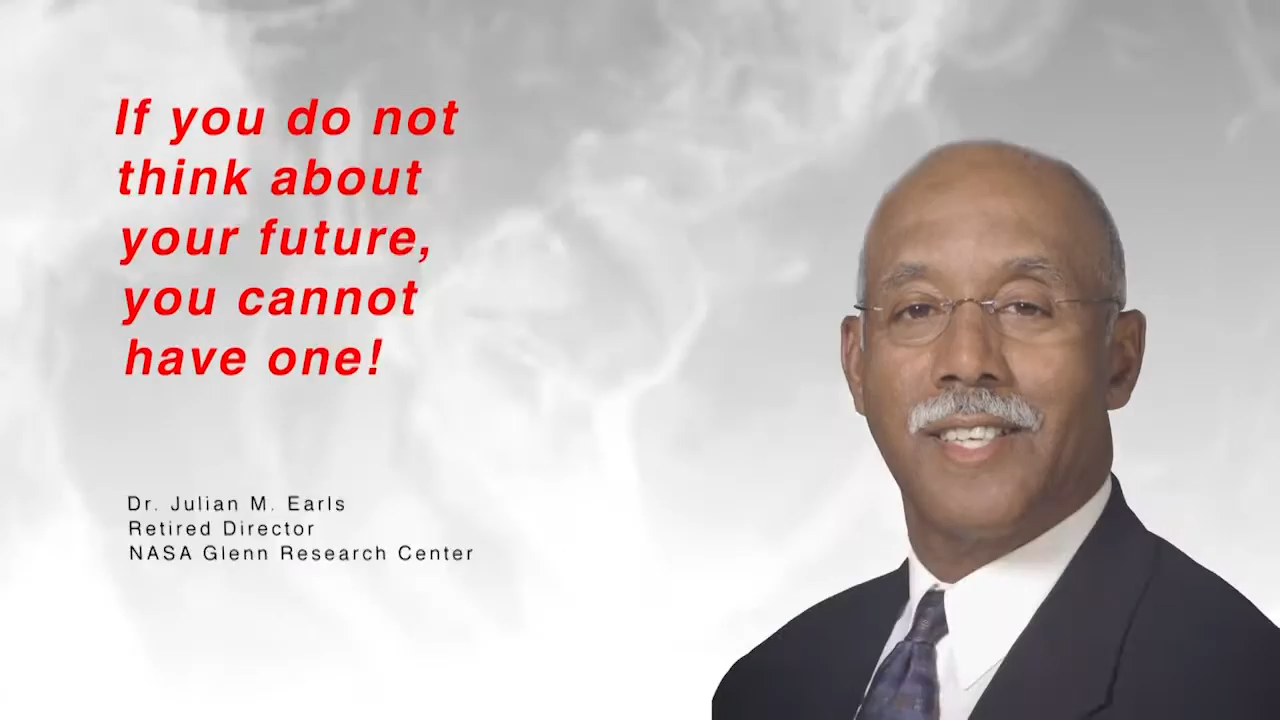 If you do not
think about
your future,
you cannot
have one!
Dr. Julian M. Earls
Retired Director
NASA Glenn Research Center